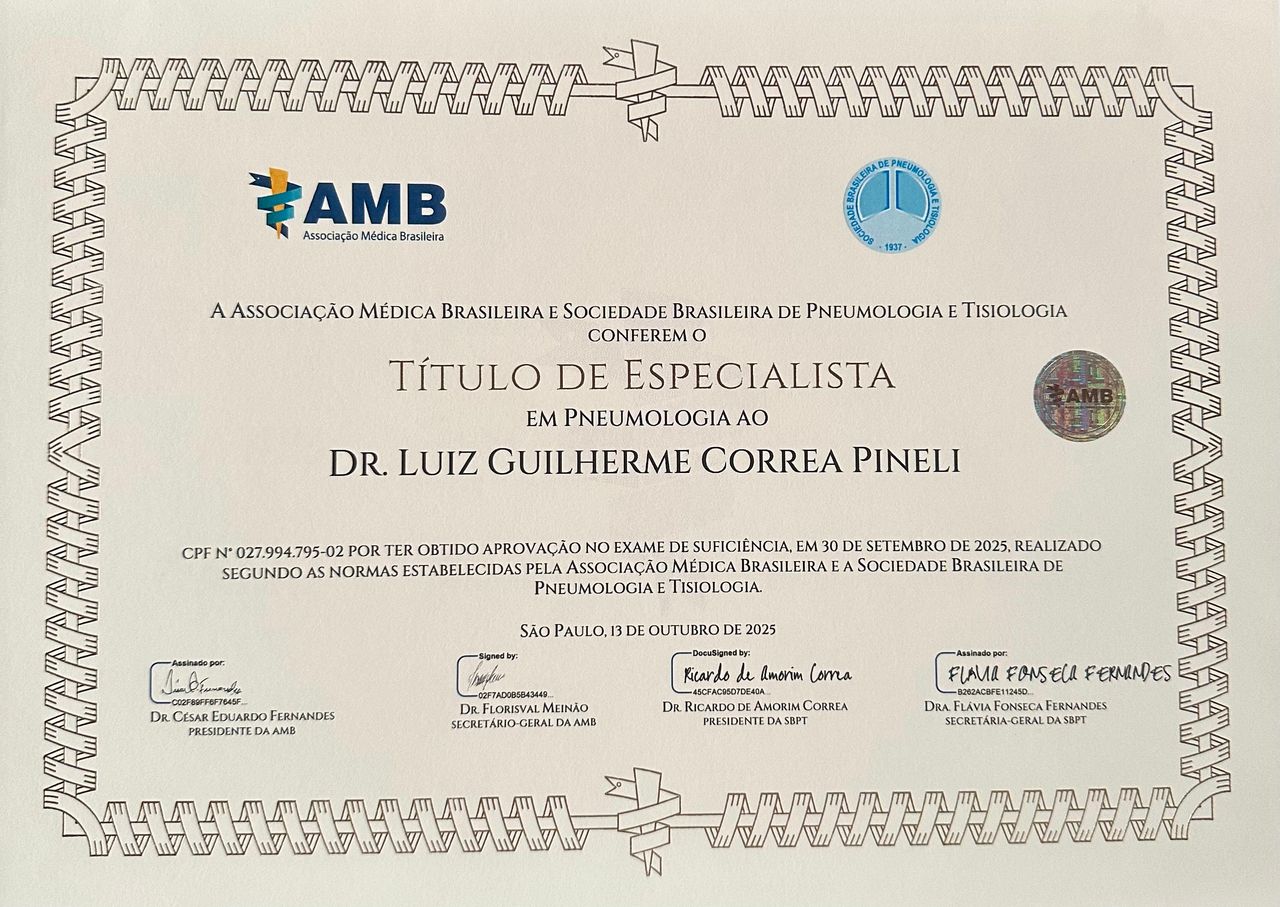 AMB
Associação Médica Brasileira
SOCIEDADE BRASILEIRA DE PNEUMOLOGIA E TISIOLOGIA
· 1937 ·
A Associação Médica Brasileira e Sociedade Brasileira de Pneumologia e Tisiologia
conferem o
Título de Especialista
em Pneumologia ao
AMB
DR. LUIZ GUILHERME CORREA PINELI
CPF Nº 027.994.795-02 por ter obtido aprovação no exame de suficiência, em 30 de setembro de 2025, realizado
segundo as normas estabelecidas pela Associação Médica Brasileira e a Sociedade Brasileira de
Pneumologia e Tisiologia.
São Paulo, 13 de outubro de 2025
Assinado por:
C02F89FF6F7645F...
Dr. César Eduardo Fernandes
presidente da AMB
Signed by:
02F7AD0B5B43449...
Dr. Florisval Meinão
secretário-geral da AMB
DocuSigned by:
Ricardo de Amorim Correa
45CFAC95D7DE40A...
Dr. Ricardo de Amorim Correa
presidente da SBPT
Assinado por:
FLAVIA FONSECA FERNANDES
B262ACBFE11245D...
Dra. Flávia Fonseca Fernandes
secretária-geral da SBPT